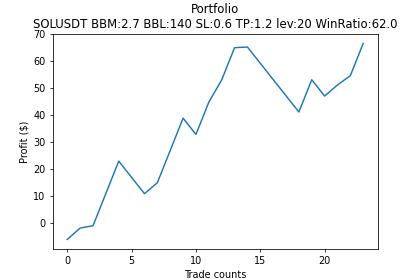 Portfolio
SOLUSDT BBM:2.7 BBL:140 SL:0.6 TP:1.2 lev:20 WinRatio:62.0
70
60
50
40
30
20
10
0
Profit ($)
0 5 10 15 20
Trade counts